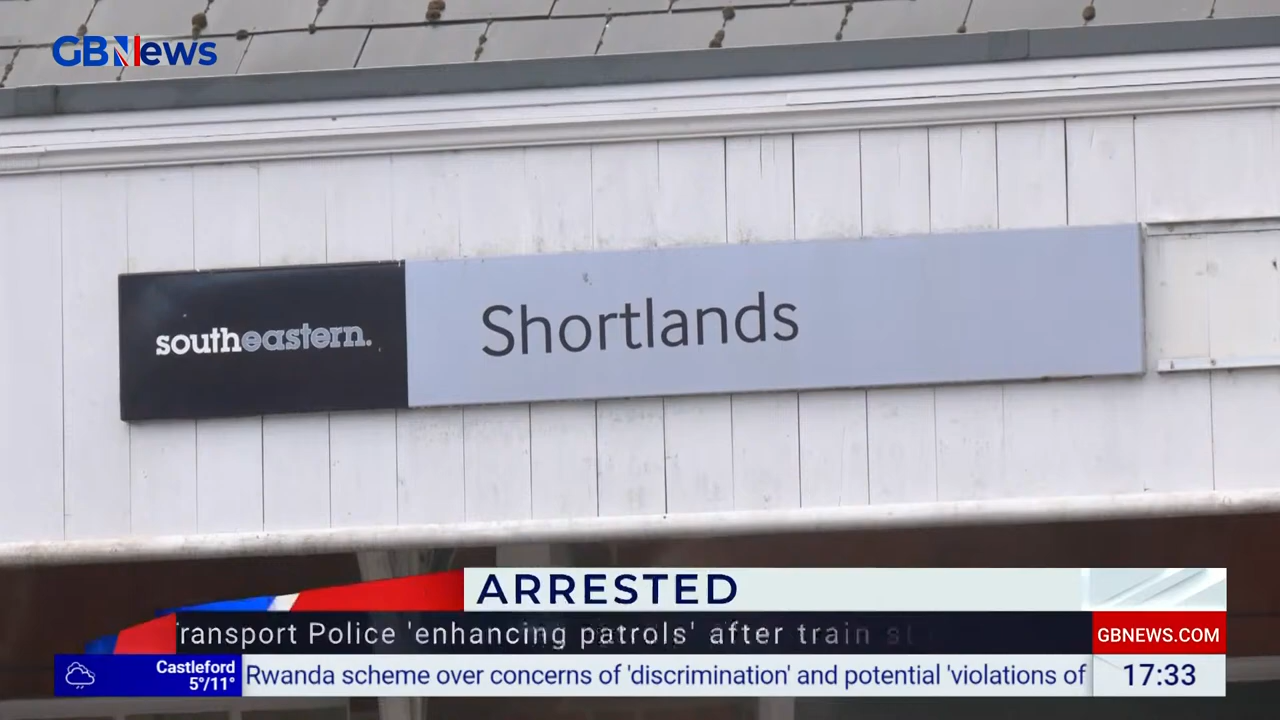 GBNEWS
southeastern.
Shortlands
ARRESTED
Transport Police 'enhancing patrols' after train
GBNEWS.COM
Castleford
5°/11°
Rwanda scheme over concerns of 'discrimination' and potential 'violations of
17:33